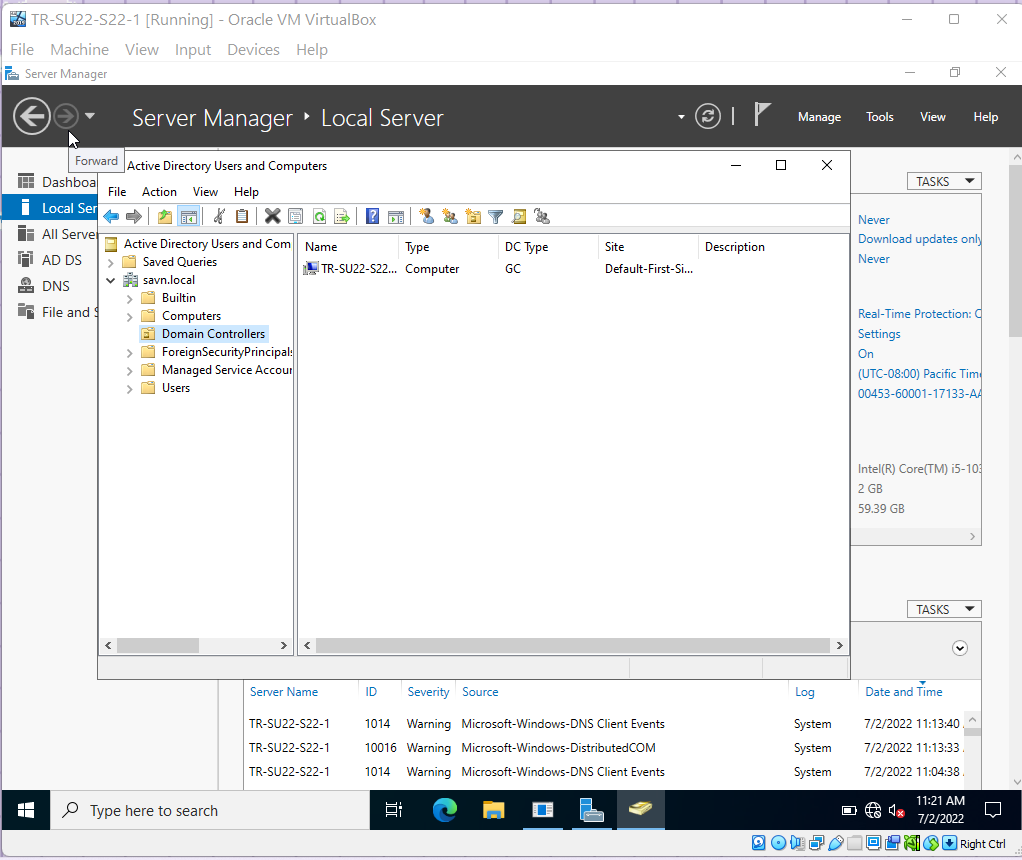 TR-SU22-S22-1 [Running] - Oracle VM VirtualBox
File Machine View Input Devices Help
Server Manager
Server Manager Local Server
Manage Tools View Help
Forward
Active Directory Users and Computers
File Action View Help
Dashboa
Local Ser
All Server
AD DS
DNS
File and S
Active Directory Users and Com
Saved Queries
savn.local
Builtin
Computers
Domain Controllers
ForeignSecurityPrincipals
Managed Service Accour
Users
Name Type DC Type Site Description
TR-SU22-S22... Computer GC Default-First-Si...
TASKS
Never
Download updates only
Never
Real-Time Protection: C
Settings
On
(UTC-08:00) Pacific Time
00453-60001-17133-AA
Intel(R) Core(TM) i5-103
2 GB
59.39 GB
TASKS
Server Name ID Severity Source Log Date and Time
TR-SU22-S22-1 1014 Warning Microsoft-Windows-DNS Client Events System 7/2/2022 11:13:40
TR-SU22-S22-1 10016 Warning Microsoft-Windows-DistributedCOM System 7/2/2022 11:13:33
TR-SU22-S22-1 1014 Warning Microsoft-Windows-DNS Client Events System 7/2/2022 11:04:38
Type here to search
11:21 AM
7/2/2022
Right Ctrl